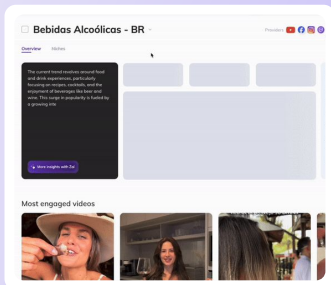 Bebidas Alcoólicas - BR
Providers
Overview
Niches
The current trend revolves around food
and drink experiences, particularly
focusing on recipes, cocktails, and the
enjoyment of beverages like beer and
wine. This surge in popularity is fueled by
a growing inte
More insights with Zai
Most engaged videos